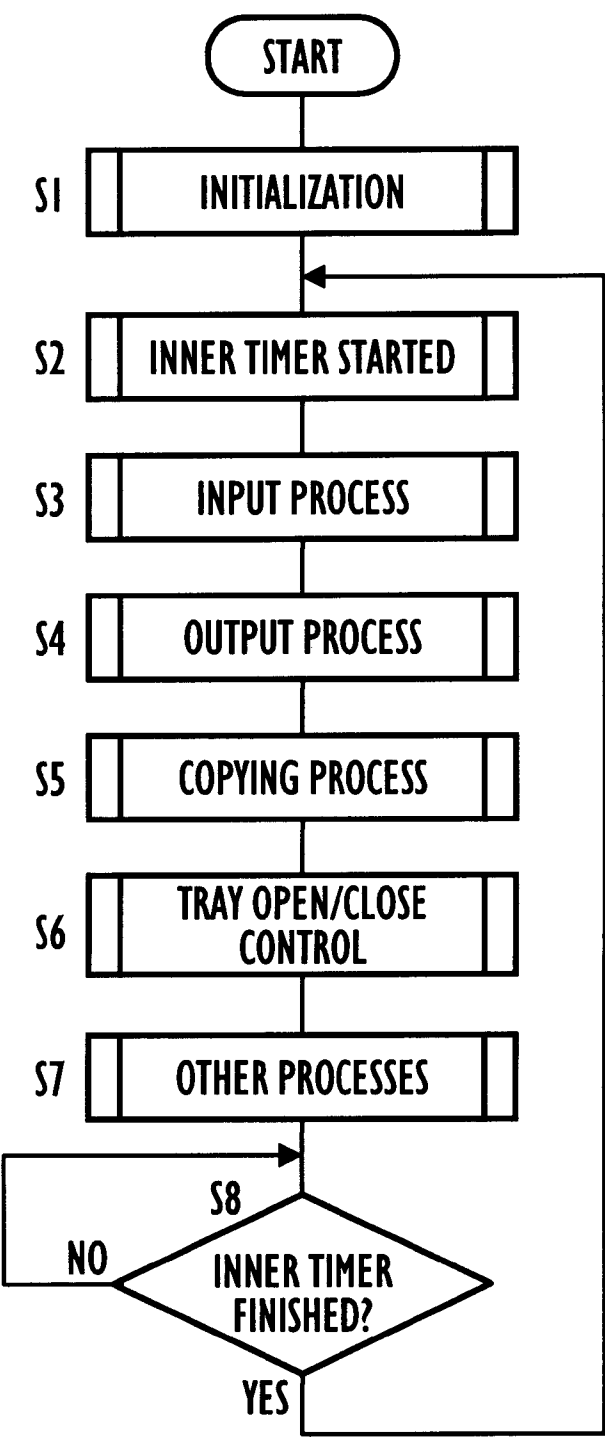 START
S1 INITIALIZATION
S2 INNER TIMER STARTED
S3 INPUT PROCESS
S4 OUTPUT PROCESS
S5 COPYING PROCESS
S6 TRAY OPEN/CLOSE
CONTROL
S7 OTHER PROCESSES
S8
NO
INNER TIMER
FINISHED?
YES